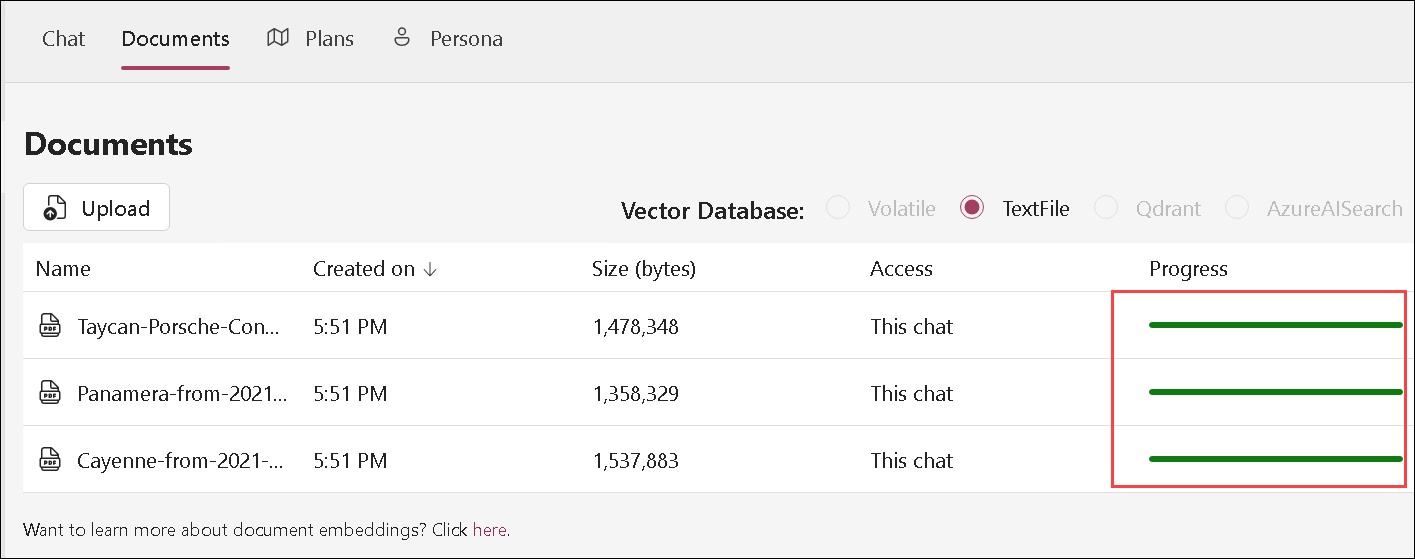 Chat Documents Plans Persona
Documents
Upload Vector Database: Volatile TextFile Qdrant AzureAISearch
Name Created on ↓ Size (bytes) Access Progress
PDF Taycan-Porsche-Con... 5:51 PM 1,478,348 This chat
PDF Panamera-from-2021... 5:51 PM 1,358,329 This chat
PDF Cayenne-from-2021-... 5:51 PM 1,537,883 This chat
Want to learn more about document embeddings? Click here.